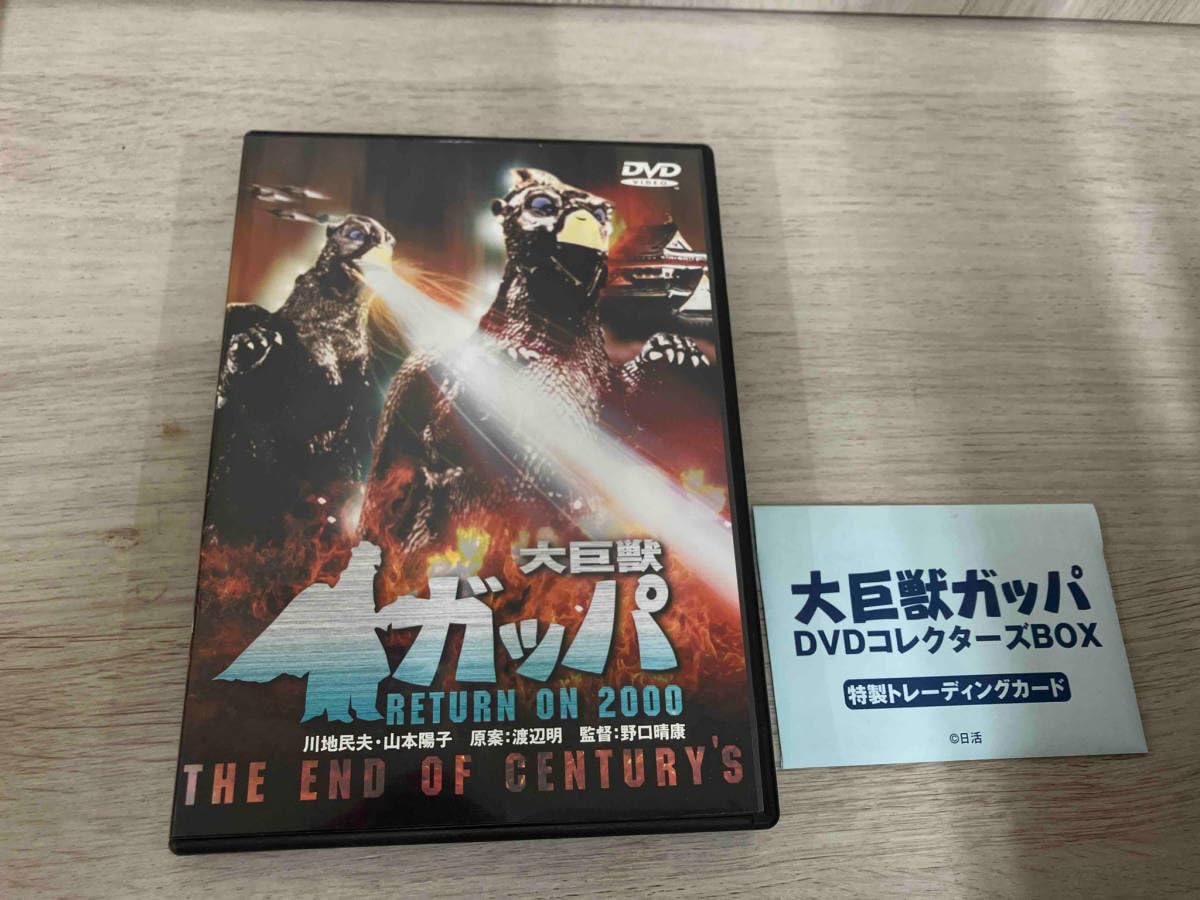 DVD
VIDEO
大巨獣
ガッパ
RETURN ON 2000
川地民夫・山本陽子 原案：渡辺明 監督：野口晴康
THE END OF CENTURY'S
大巨獣ガッパ
DVDコレクターズBOX
特製トレーディングカード
©日活